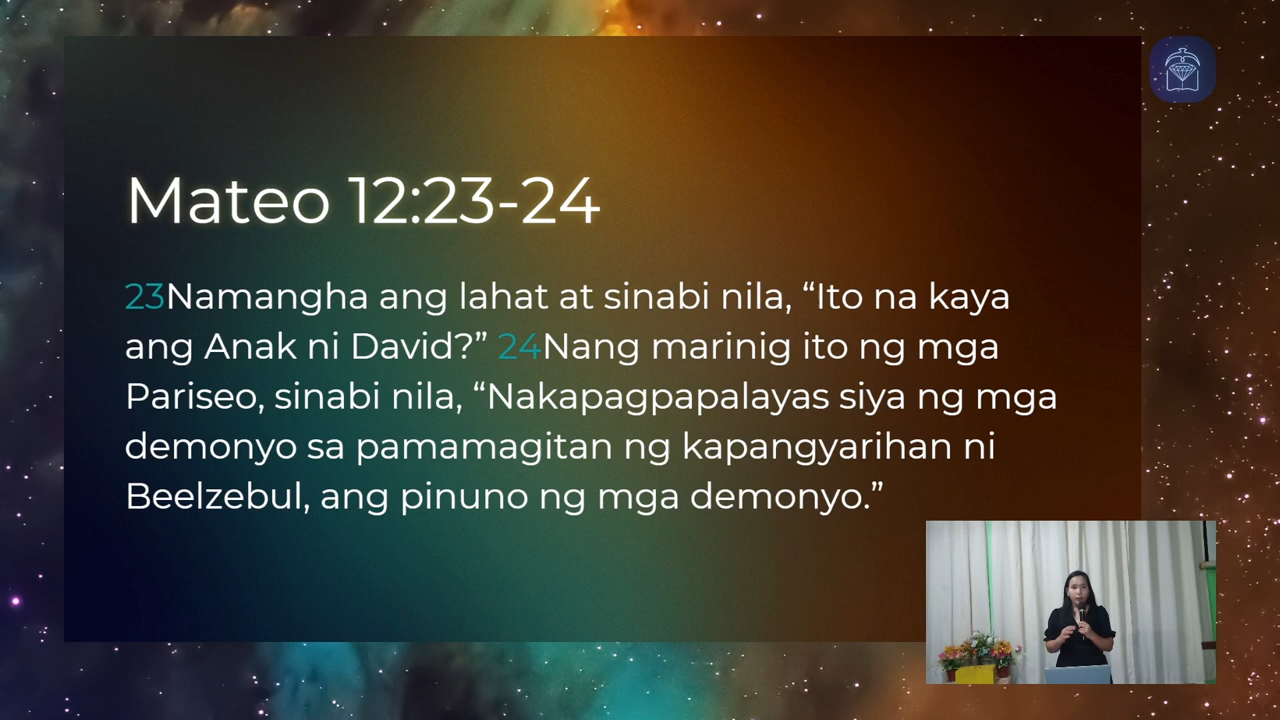 Mateo 12:23-24
23Namangha ang lahat at sinabi nila, “Ito na kaya
ang Anak ni David?” 24Nang marinig ito ng mga
Pariseo, sinabi nila, “Nakapagpapalayas siya ng mga
demonyo sa pamamagitan ng kapangyarihan ni
Beelzebul, ang pinuno ng mga demonyo.”